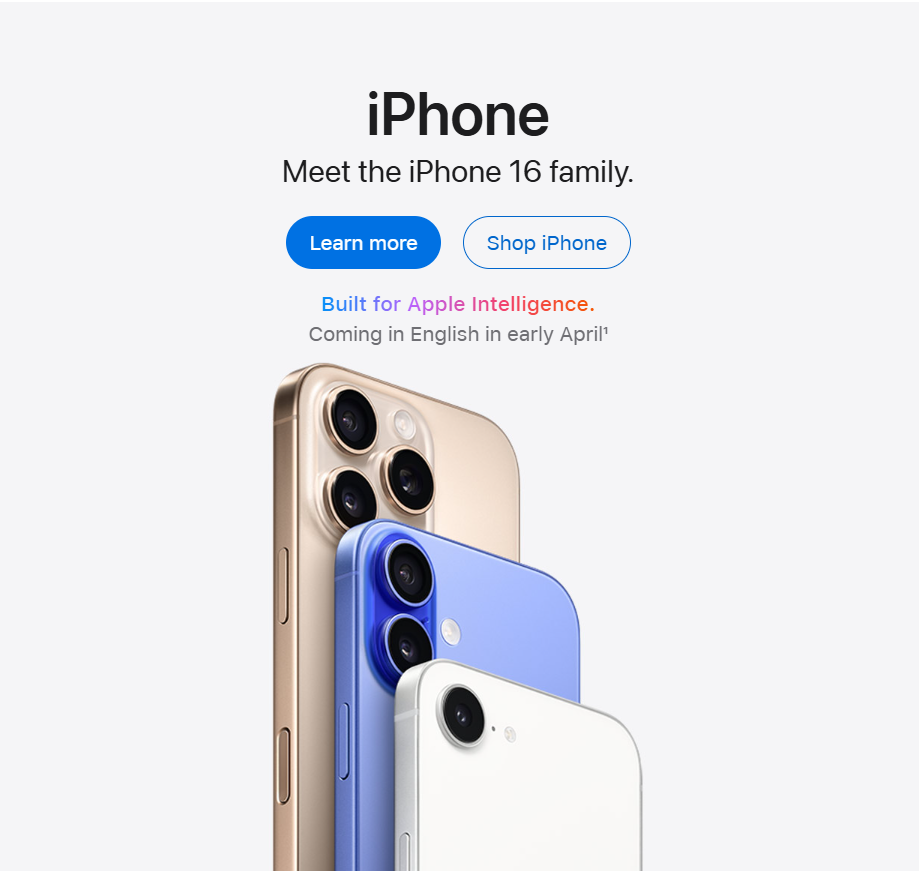 iPhone
Meet the iPhone 16 family.
Learn more
Shop iPhone
Built for Apple Intelligence.
Coming in English in early April¹